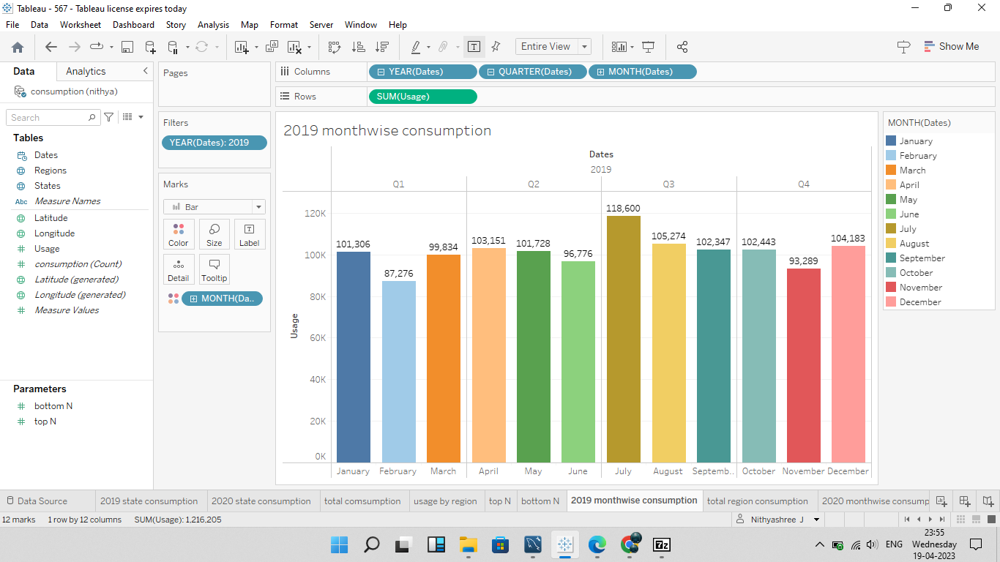 Tableau - 567 - Tableau license expires today
File Data Worksheet Dashboard Story Analysis Map Format Server Window Help
Entire View
Show Me
Data Analytics
consumption (nithya)
Search
Tables
Dates
Regions
States
Abc Measure Names
Latitude
Longitude
Usage
consumption (Count)
Latitude (generated)
Longitude (generated)
Measure Values
Parameters
bottom N
top N
Pages
Filters
YEAR(Dates): 2019
Marks
Bar
Color Size Label
Detail Tooltip
MONTH(Da..
Columns YEAR(Dates) QUARTER(Dates) MONTH(Dates)
Rows SUM(Usage)
2019 monthwise consumption
Dates
2019
Q1 Q2 Q3 Q4
120K
100K
80K
60K
40K
20K
0K
Usage
101,306 87,276 99,834 103,151 101,728 96,776 118,600 105,274 102,347 102,443 93,289 104,183
January February March April May June July August Septemb.. October November December
MONTH(Dates)
January
February
March
April
May
June
July
August
September
October
November
December
Data Source 2019 state consumption 2020 state consumption total comsumption usage by region top N bottom N 2019 monthwise consumption total region consumption 2020 monthwise consump
12 marks 1 row by 12 columns SUM(Usage): 1,216,205 Nithyashree J
7z
ENG
23:55
Wednesday
19-04-2023